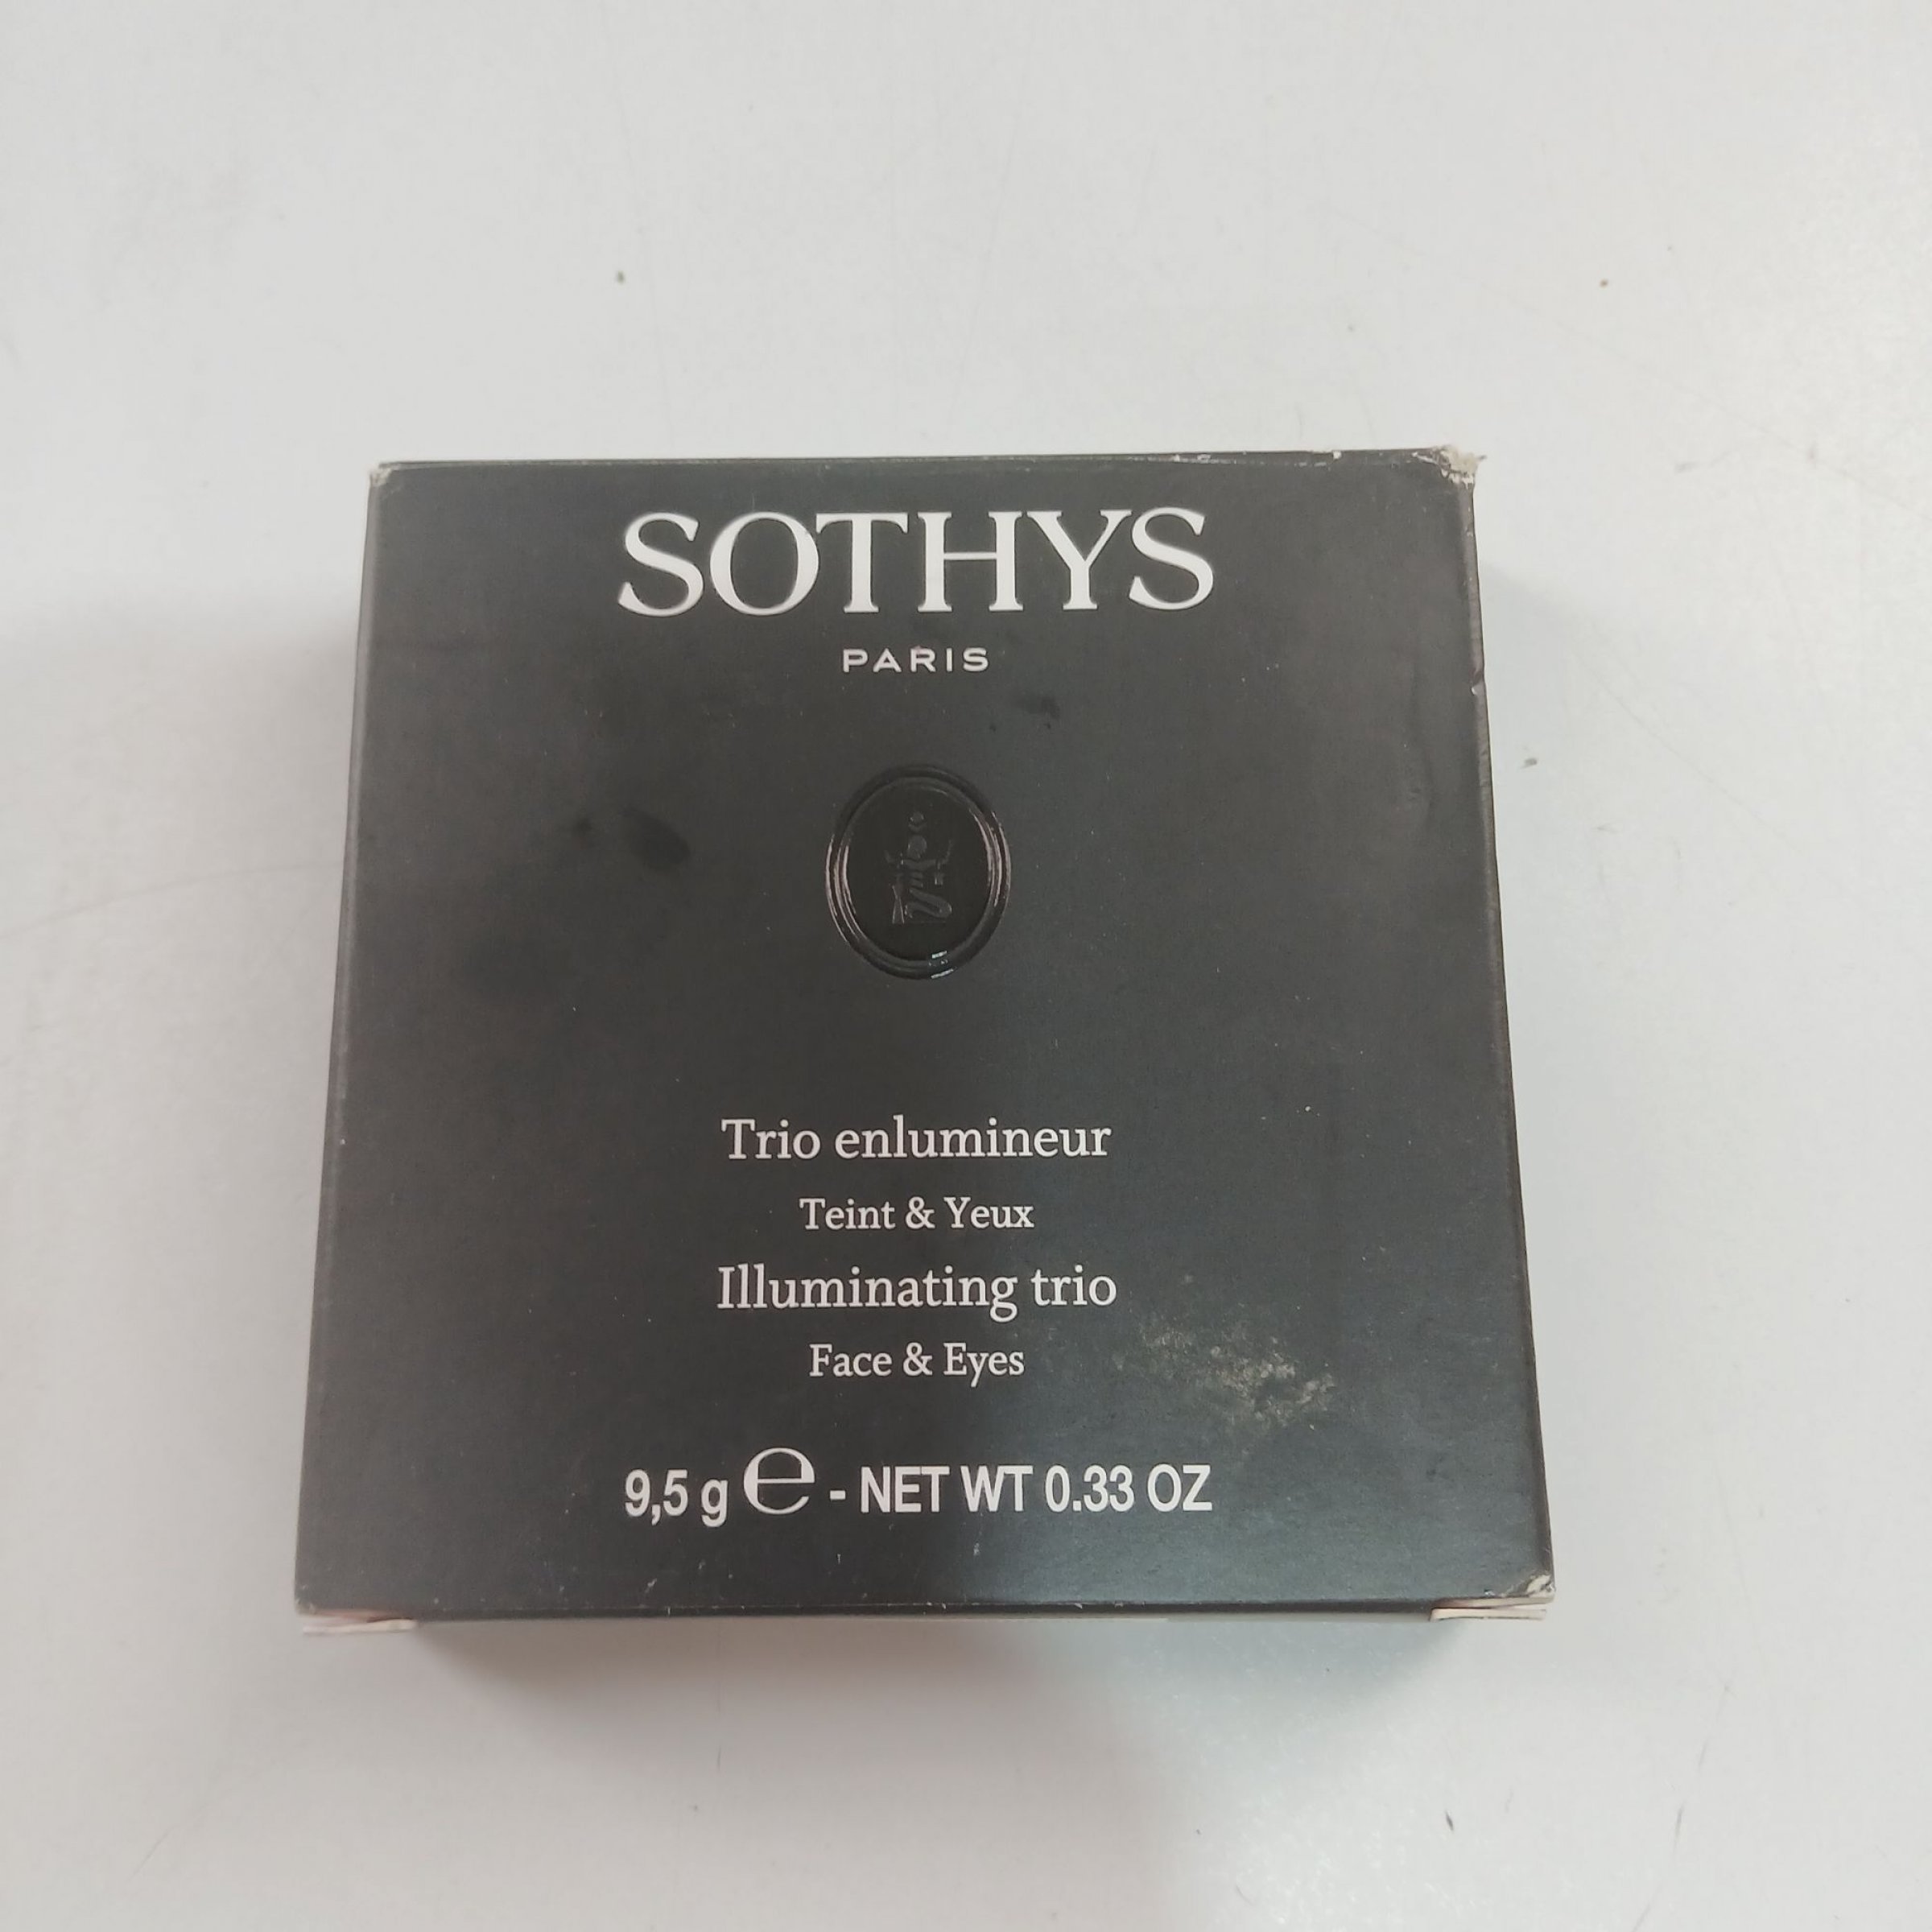 SOTHYS
PARIS
Trio enlumineur
Teint & Yeux
Illuminating trio
Face & Eyes
9,5 g ℮ - NET WT 0.33 OZ